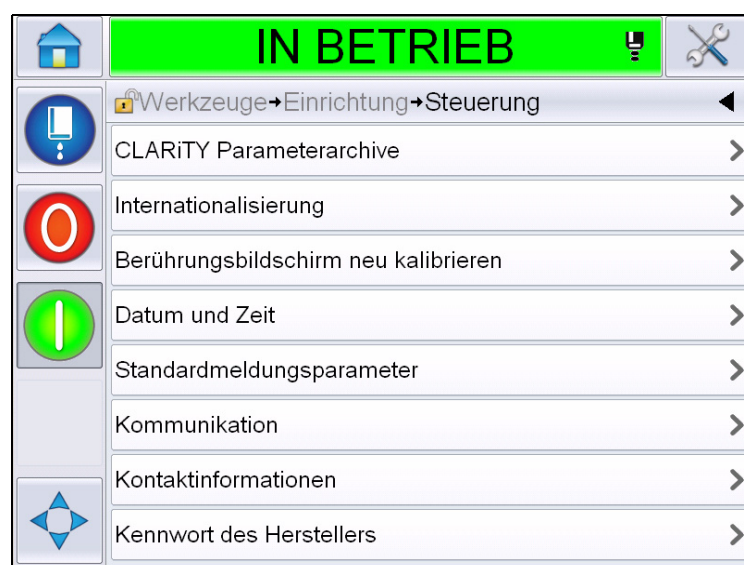 IN BETRIEB
Werkzeuge→Einrichtung→Steuerung
CLARiTY Parameterarchive
Internationalisierung
Berührungsbildschirm neu kalibrieren
Datum und Zeit
Standardmeldungsparameter
Kommunikation
Kontaktinformationen
Kennwort des Herstellers